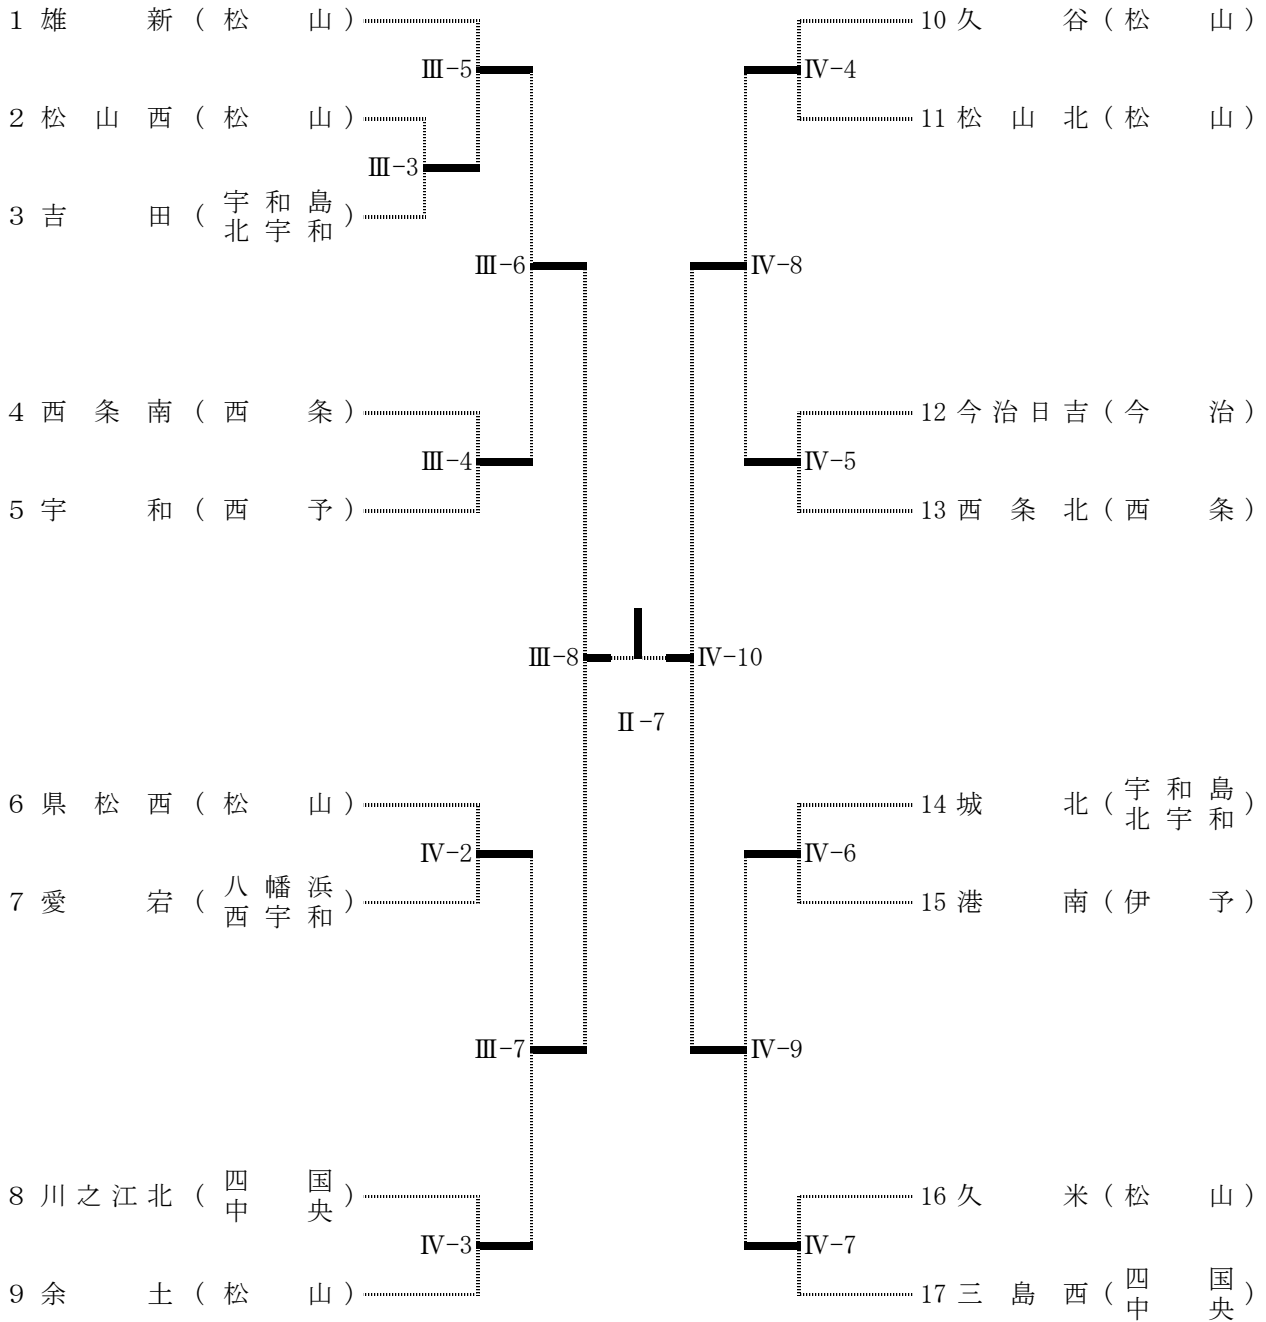 1 雄新(松山)
Ⅲ-5
2 松山西(松山)
Ⅲ-3
3 吉田(宇和島北宇和)
Ⅲ-6
4 西条南(西条)
Ⅲ-4
5 宇和(西予)
Ⅲ-8
6 県松西(松山)
Ⅳ-2
7 愛宕(八幡浜西宇和)
Ⅲ-7
8 川之江北(四国中央)
Ⅳ-3
9 余土(松山)
Ⅱ-7
10 久谷(松山)
Ⅳ-4
11 松山北(松山)
Ⅳ-8
12 今治日吉(今治)
Ⅳ-5
13 西条北(西条)
Ⅳ-10
14 城北(宇和島北宇和)
Ⅳ-6
15 港南(伊予)
Ⅳ-9
16 久米(松山)
Ⅳ-7
17 三島西(四国中央)